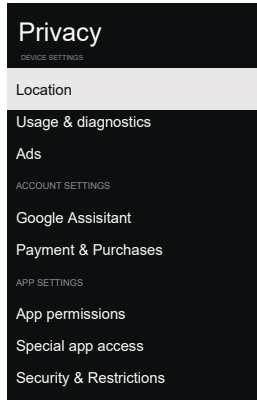 Privacy
DEVICE SETTINGS
Location
Usage & diagnostics
Ads
ACCOUNT SETTINGS
Google Assisitant
Payment & Purchases
APP SETTINGS
App permissions
Special app access
Security & Restrictions